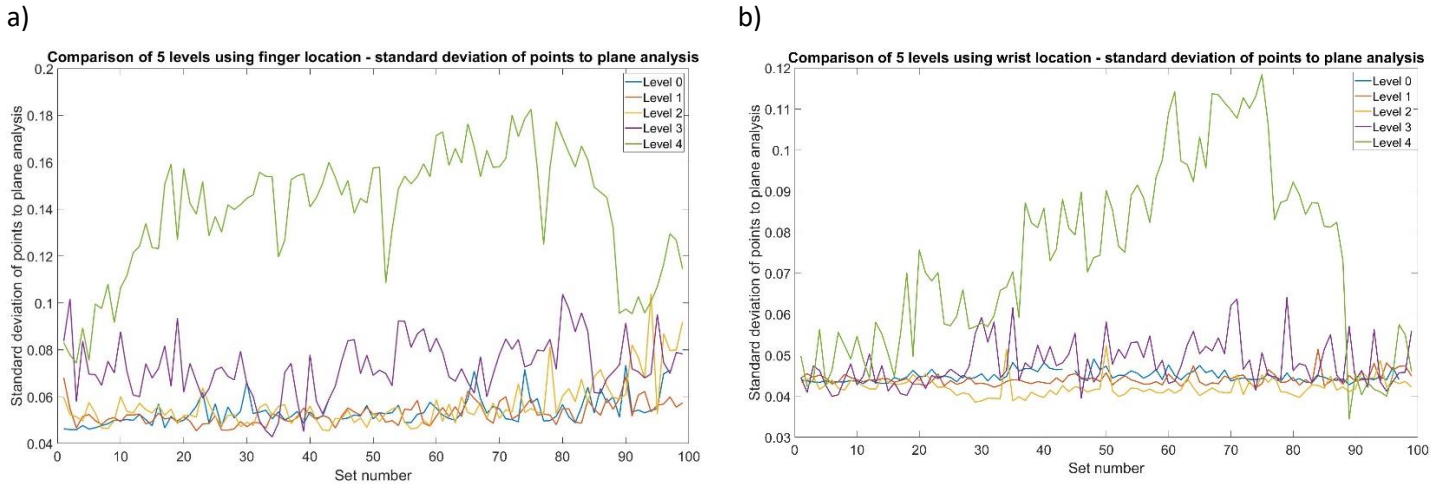 a)
Comparison of 5 levels using finger location - standard deviation of points to plane analysis
Standard deviation of points to plane analysis
0.2
0.18
0.16
0.14
0.12
0.1
0.08
0.06
0.04
0 10 20 30 40 50 60 70 80 90 100
Set number
Level 0
Level 1
Level 2
Level 3
Level 4
b)
Comparison of 5 levels using wrist location - standard deviation of points to plane analysis
Standard deviation of points to plane analysis
0.12
0.11
0.1
0.09
0.08
0.07
0.06
0.05
0.04
0.03
0 10 20 30 40 50 60 70 80 90 100
Set number
Level 0
Level 1
Level 2
Level 3
Level 4